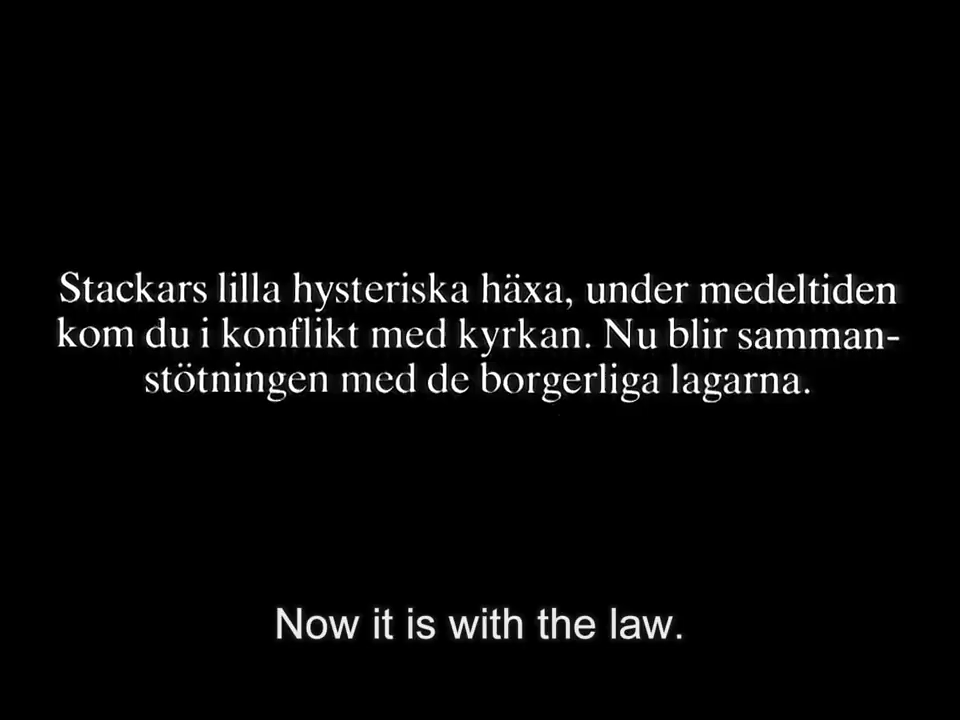 Stackars lilla hysteriska häxa, under medeltiden
kom du i konflikt med kyrkan. Nu blir samman-
stötningen med de borgerliga lagarna.
Now it is with the law.